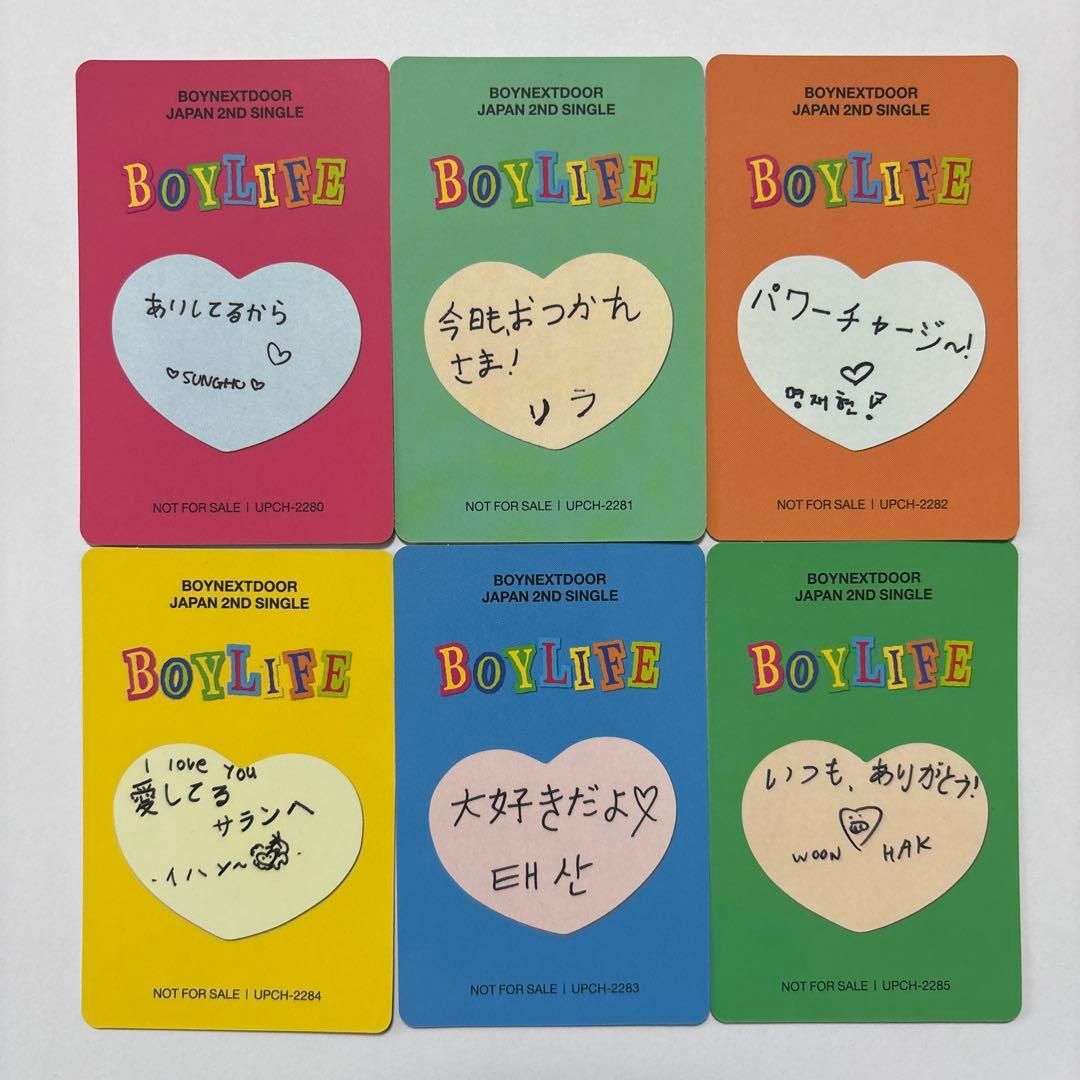 BOYNEXTDOOR
JAPAN 2ND SINGLE
BOYLIFE
ありしてるから
♡
♡SUNGHO♡
NOT FOR SALE | UPCH-2280
BOYNEXTDOOR
JAPAN 2ND SINGLE
BOYLIFE
今日も、おつかれ
さま!
リラ
NOT FOR SALE | UPCH-2281
BOYNEXTDOOR
JAPAN 2ND SINGLE
BOYLIFE
パワーチャージ〜!
♡
명재현!
NOT FOR SALE | UPCH-2282
BOYNEXTDOOR
JAPAN 2ND SINGLE
BOYLIFE
I love you
愛してる
サランヘ
-イハン〜
NOT FOR SALE | UPCH-2284
BOYNEXTDOOR
JAPAN 2ND SINGLE
BOYLIFE
大好きだよ♡
태산
NOT FOR SALE | UPCH-2283
BOYNEXTDOOR
JAPAN 2ND SINGLE
BOYLIFE
いつも、ありがとう!
WOON HAK
NOT FOR SALE | UPCH-2285